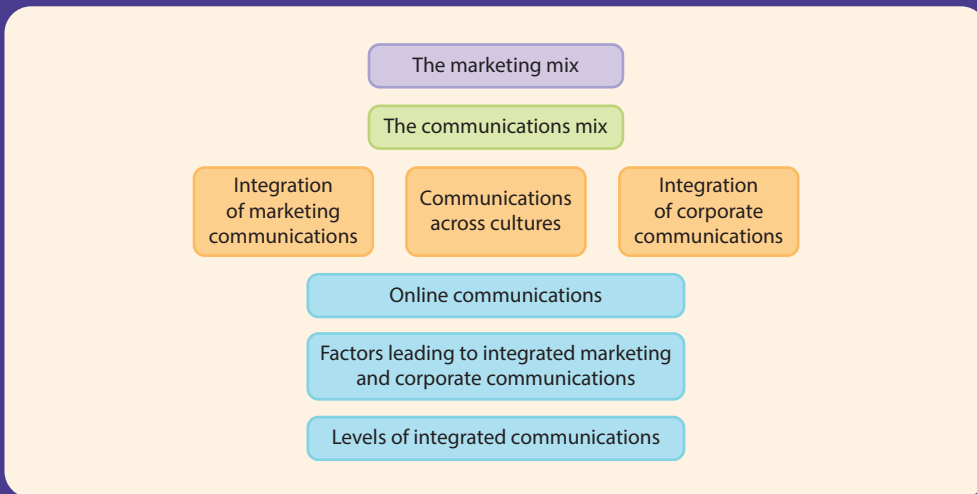 The marketing mix
The communications mix
Integration
of marketing
communications
Communications
across cultures
Integration
of corporate
communications
Online communications
Factors leading to integrated marketing
and corporate communications
Levels of integrated communications